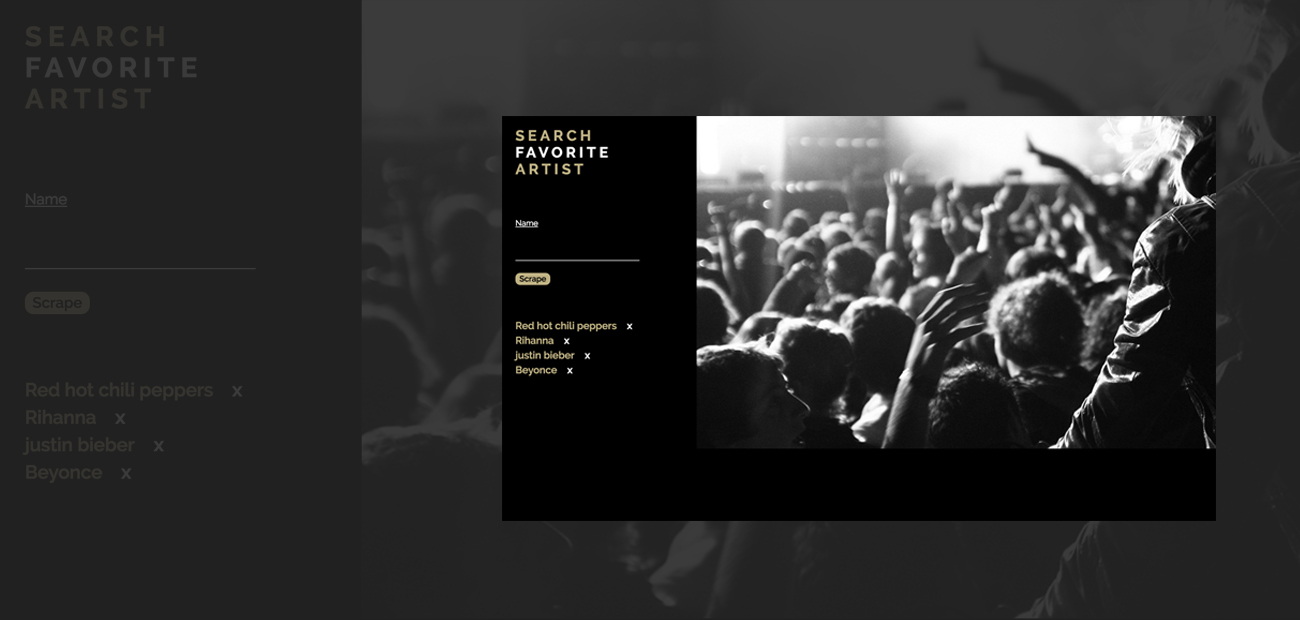 SEARCH
FAVORITE
ARTIST
Name
Scrape
Red hot chili peppers x
Rihanna x
justin bieber x
Beyonce x
SEARCH
FAVORITE
ARTIST
Name
Scrape
Red hot chili peppers x
Rihanna x
justin bieber x
Beyonce x